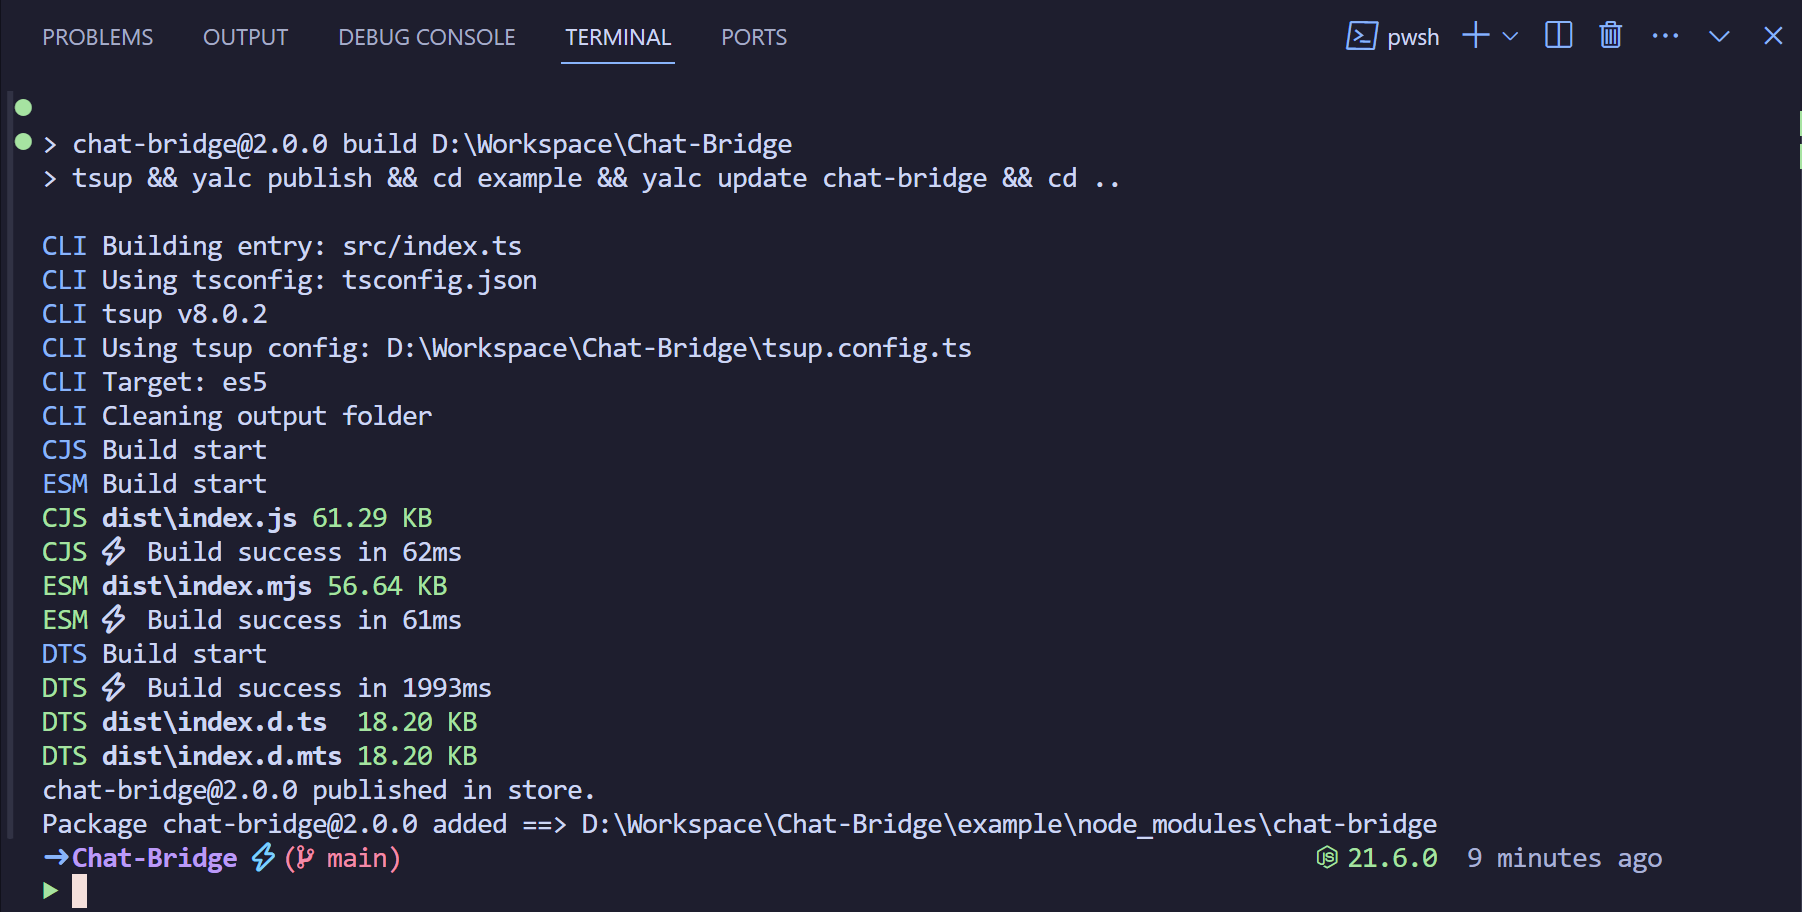 PROBLEMS OUTPUT DEBUG CONSOLE TERMINAL PORTS pwsh
> chat-bridge@2.0.0 build D:\Workspace\Chat-Bridge
> tsup && yalc publish && cd example && yalc update chat-bridge && cd ..
CLI Building entry: src/index.ts
CLI Using tsconfig: tsconfig.json
CLI tsup v8.0.2
CLI Using tsup config: D:\Workspace\Chat-Bridge\tsup.config.ts
CLI Target: es5
CLI Cleaning output folder
CJS Build start
ESM Build start
CJS dist\index.js 61.29 KB
CJS ⚡ Build success in 62ms
ESM dist\index.mjs 56.64 KB
ESM ⚡ Build success in 61ms
DTS Build start
DTS ⚡ Build success in 1993ms
DTS dist\index.d.ts  18.20 KB
DTS dist\index.d.mts 18.20 KB
chat-bridge@2.0.0 published in store.
Package chat-bridge@2.0.0 added ==> D:\Workspace\Chat-Bridge\example\node_modules\chat-bridge
➜Chat-Bridge ⚡(main) JS 21.6.0 9 minutes ago